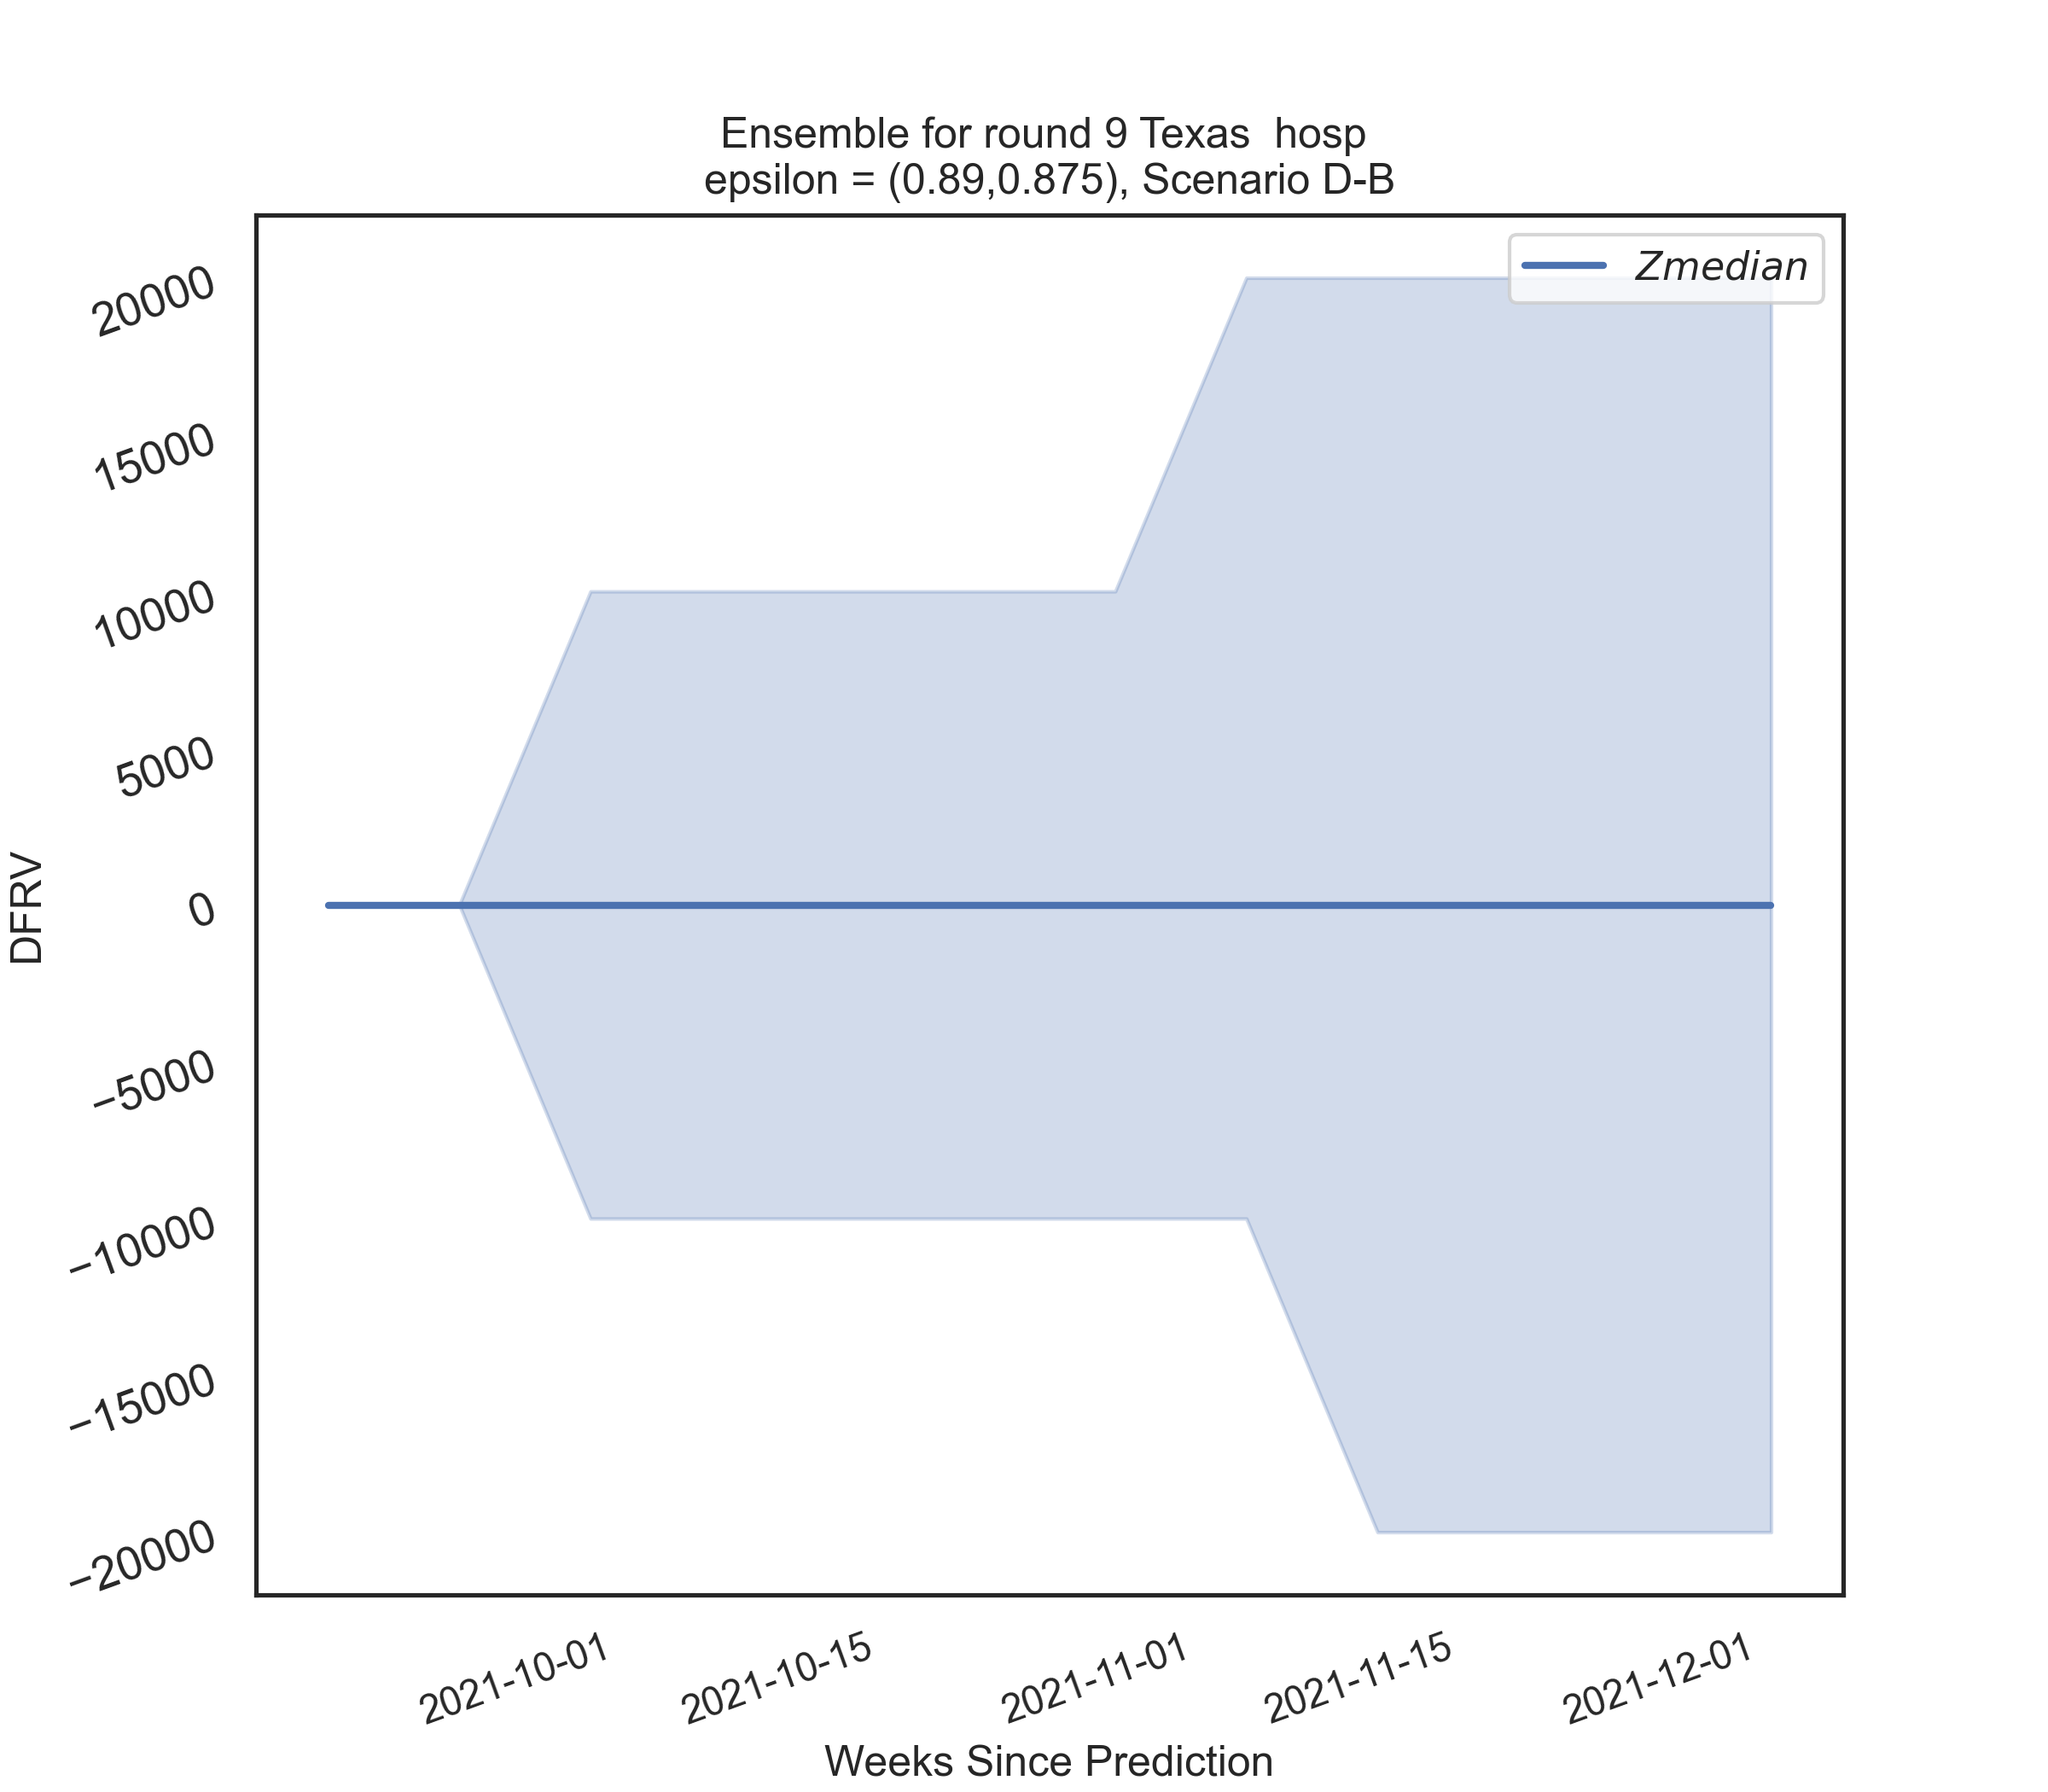 Ensemble for round 9 Texas  hosp
epsilon = (0.89,0.875), Scenario D-B
Zmedian
20000
15000
10000
5000
0
−5000
−10000
−15000
−20000
DFRV
2021-10-01
2021-10-15
2021-11-01
2021-11-15
2021-12-01
Weeks Since Prediction